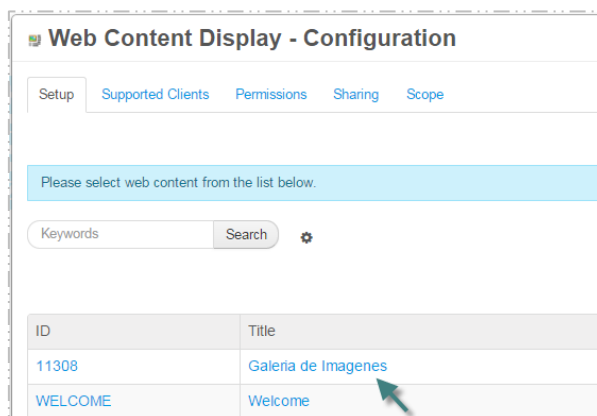 Web Content Display - Configuration
Setup Supported Clients Permissions Sharing Scope
Please select web content from the list below.
Keywords Search
ID Title
11308 Galeria de Imagenes
WELCOME Welcome